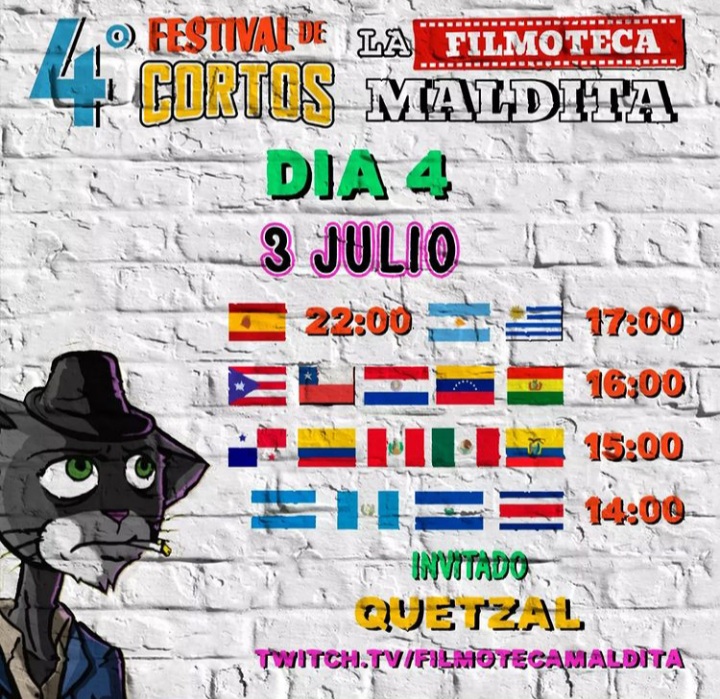 4º FESTIVAL DE CORTOS
LA FILMOTECA MALDITA
DIA 4
3 JULIO
22:00 17:00
16:00
15:00
14:00
INVITADO
QUETZAL
TWITCH.TV/FILMOTECAMALDITA